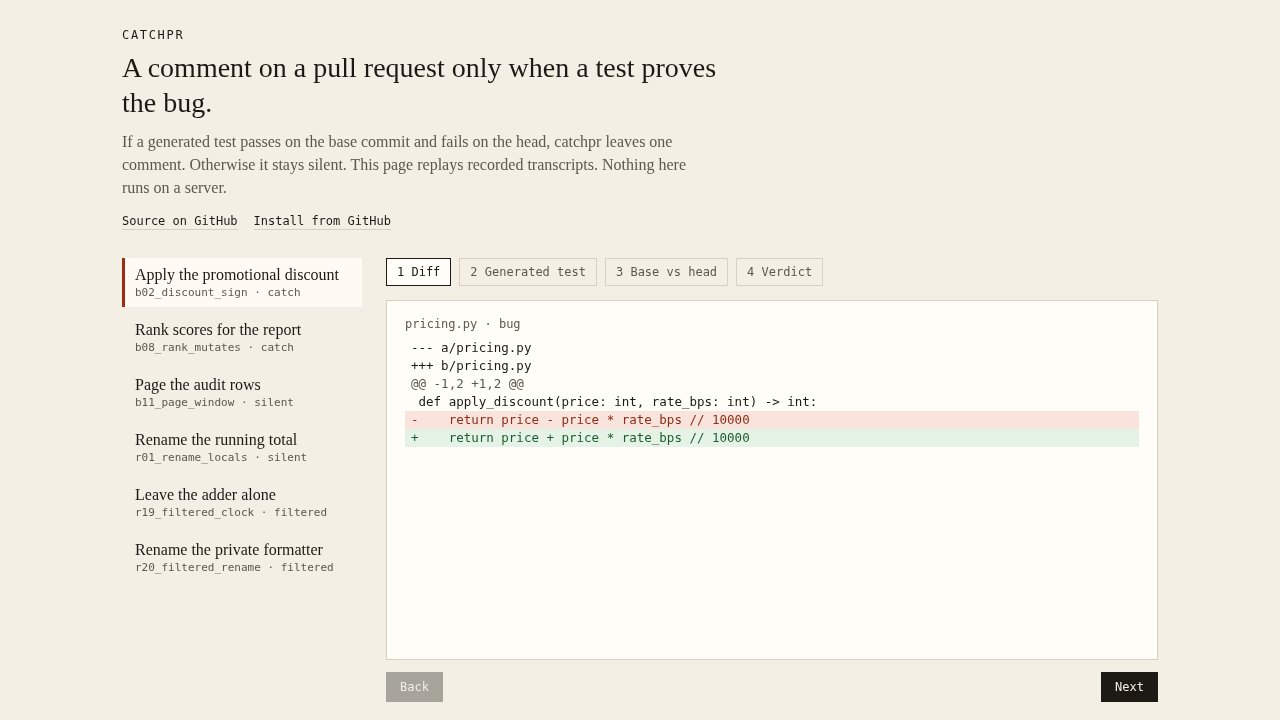 CATCHPR
A comment on a pull request only when a test proves
the bug.
If a generated test passes on the base commit and fails on the head, catchpr leaves one
comment. Otherwise it stays silent. This page replays recorded transcripts. Nothing here
runs on a server.
Source on GitHub Install from GitHub
Apply the promotional discount
b02_discount_sign · catch
Rank scores for the report
b08_rank_mutates · catch
Page the audit rows
b11_page_window · silent
Rename the running total
r01_rename_locals · silent
Leave the adder alone
r19_filtered_clock · filtered
Rename the private formatter
r20_filtered_rename · filtered
1 Diff 2 Generated test 3 Base vs head 4 Verdict
pricing.py · bug
--- a/pricing.py
+++ b/pricing.py
@@ -1,2 +1,2 @@
 def apply_discount(price: int, rate_bps: int) -> int:
-    return price - price * rate_bps // 10000
+    return price + price * rate_bps // 10000
Back Next